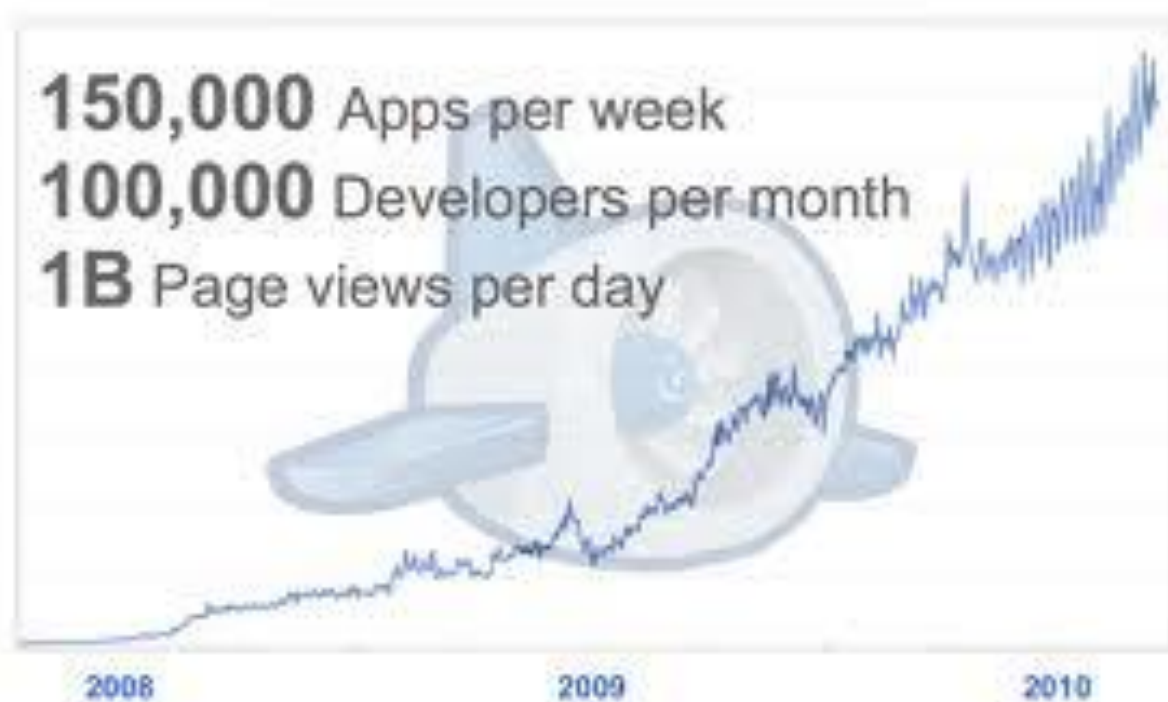 150,000 Apps per week
100,000 Developers per month
1B Page views per day
2008 2009 2010